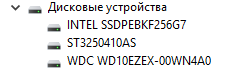 Дисковые устройства
INTEL SSDPEBKF256G7
ST3250410AS
WDC WD10EZEX-00WN4A0